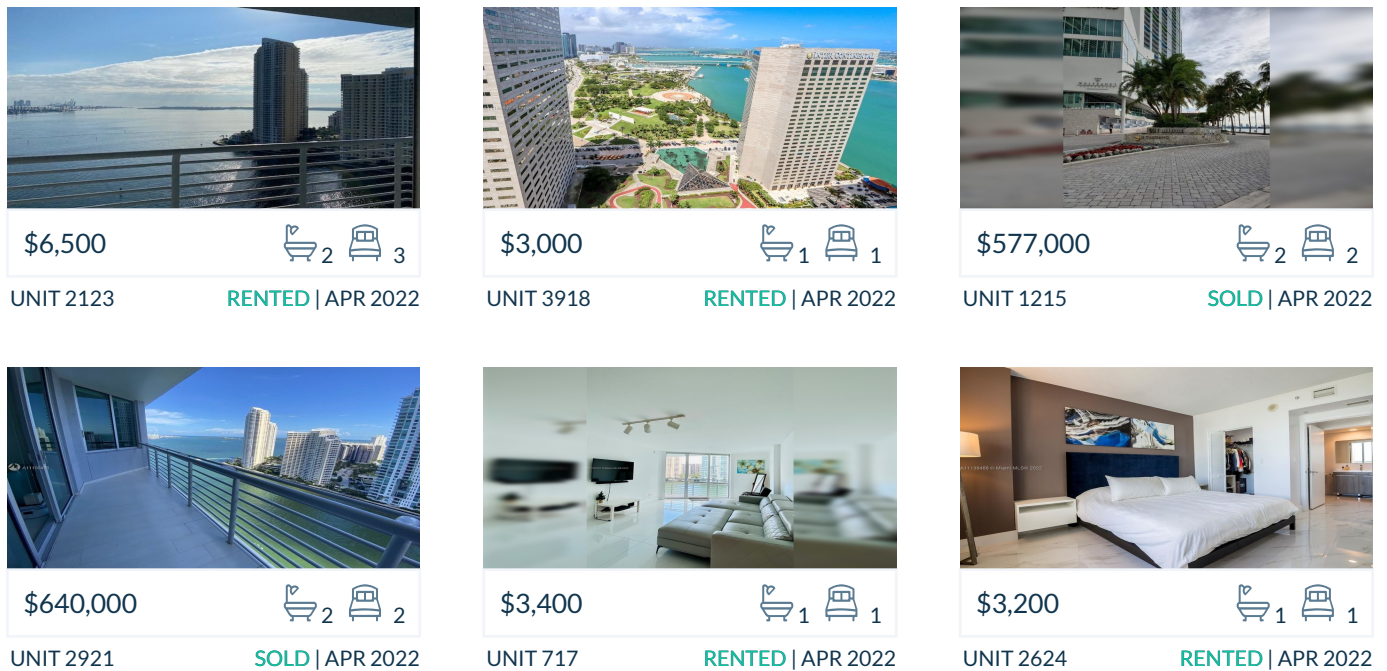 $6,500 2 3
UNIT 2123 RENTED | APR 2022
$3,000 1 1
UNIT 3918 RENTED | APR 2022
$577,000 2 2
UNIT 1215 SOLD | APR 2022
$640,000 2 2
UNIT 2921 SOLD | APR 2022
$3,400 1 1
UNIT 717 RENTED | APR 2022
$3,200 1 1
UNIT 2624 RENTED | APR 2022